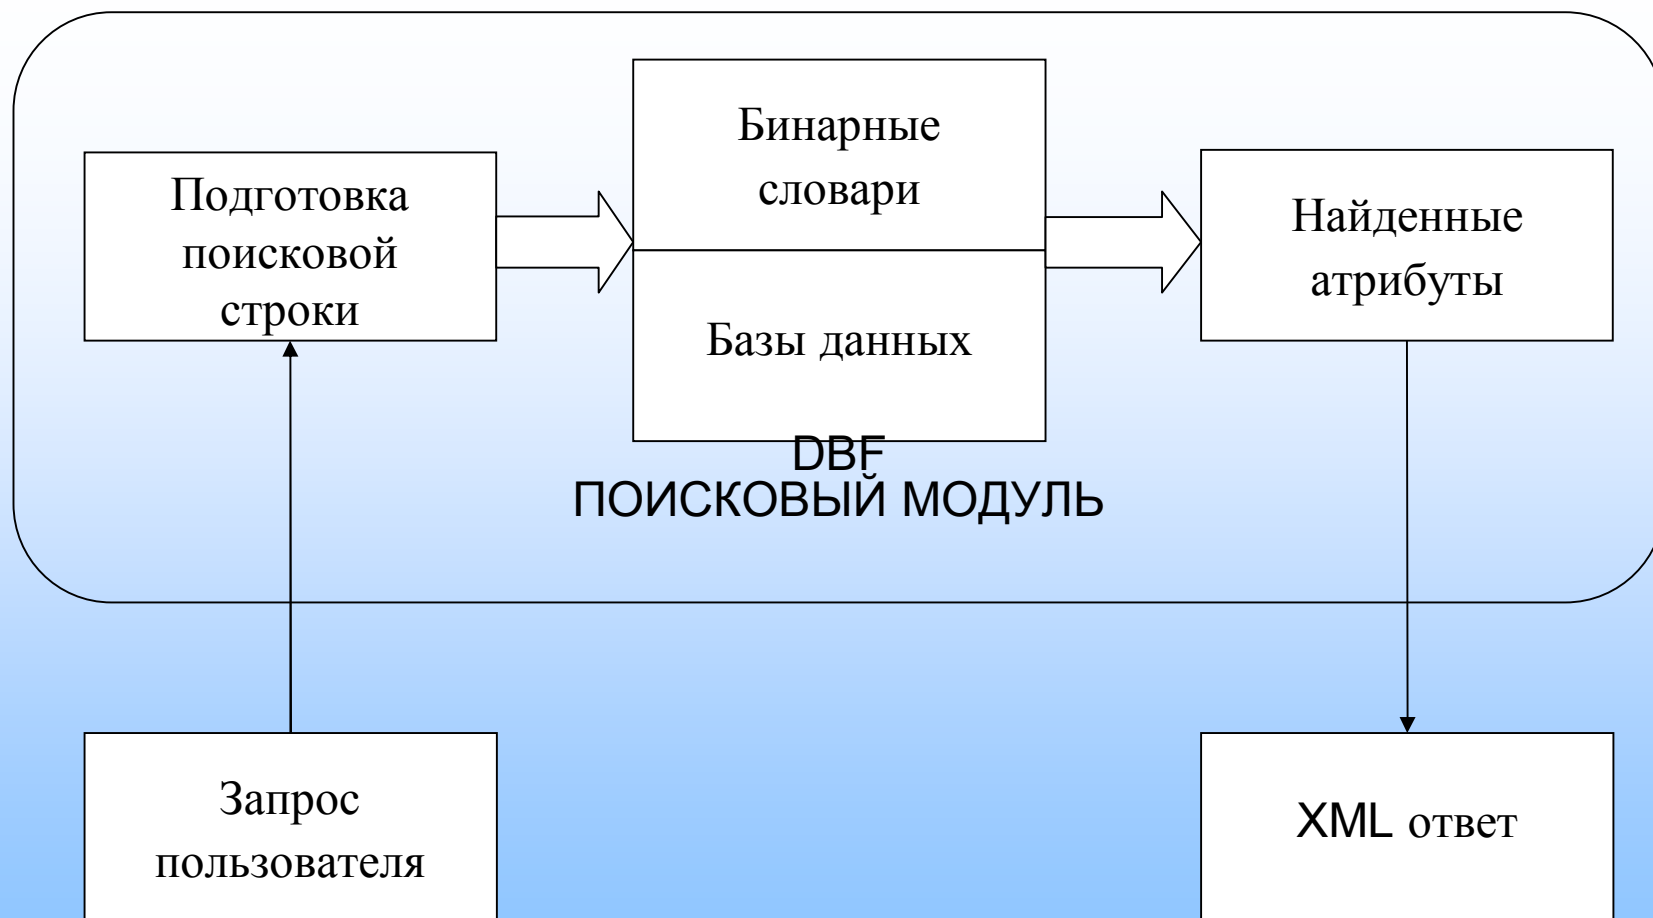 Подготовка
поисковой
строки
Бинарные
словари
Базы данных
Найденные
атрибуты
DBF
ПОИСКОВЫЙ МОДУЛЬ
Запрос
пользователя
XML ответ